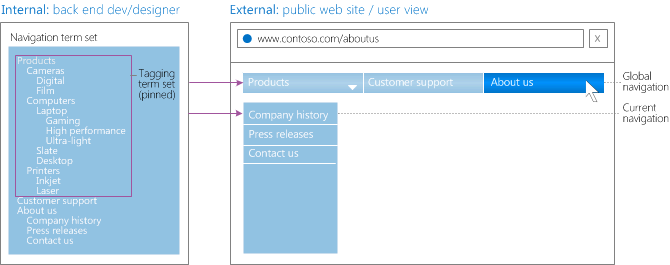 Internal: back end dev/designer
Navigation term set
Products
Cameras
Digital
Film
Computers
Laptop
Gaming
High performance
Ultra-light
Slate
Desktop
Printers
Inkjet
Laser
Customer support
About us
Company history
Press releases
Contact us
Tagging
term set
(pinned)
External: public web site / user view
www.contoso.com/aboutus
X
Products
Customer support
About us
Global
navigation
Company history
Press releases
Contact us
Current
navigation